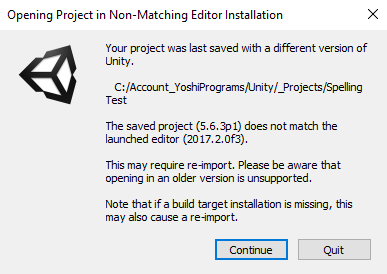 Opening Project in Non-Matching Editor Installation
Your project was last saved with a different version of
Unity.
C:/Account_YoshiPrograms/Unity/_Projects/Spelling
Test
The saved project (5.6.3p1) does not match the
launched editor (2017.2.0f3).
This may require re-import. Please be aware that
opening in an older version is unsupported.
Note that if a build target installation is missing, this
may also cause a re-import.
Continue
Quit